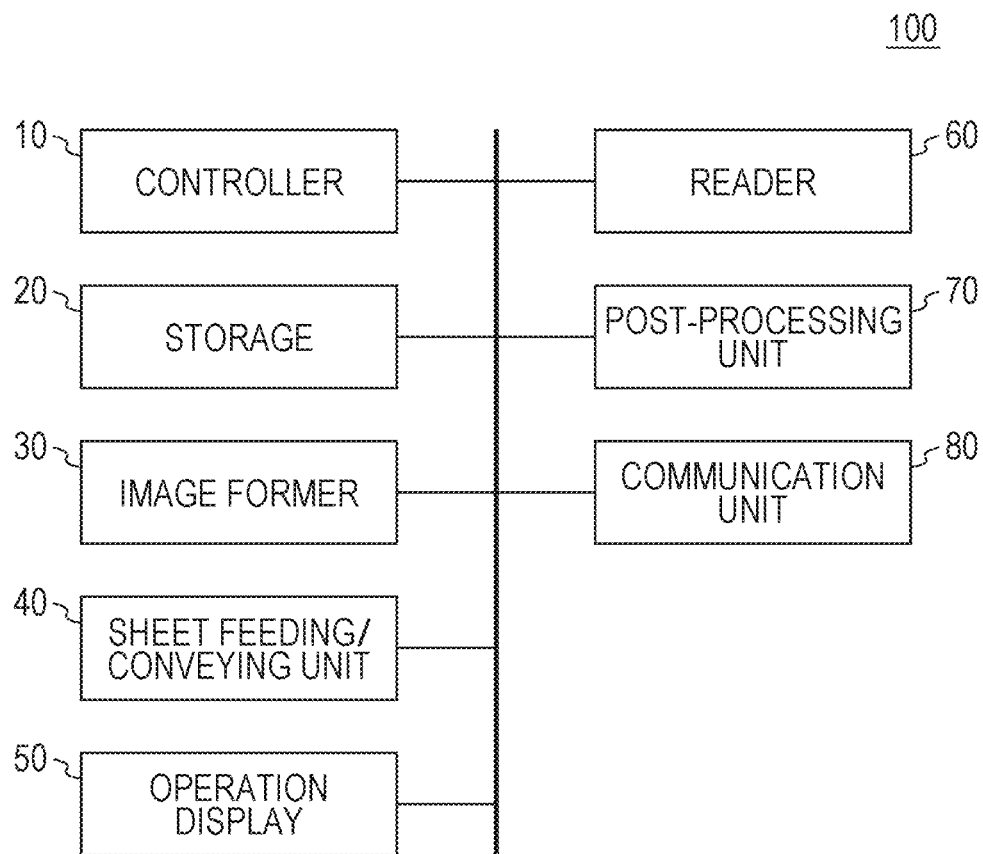 100
10
CONTROLLER
20
STORAGE
30
IMAGE FORMER
40
SHEET FEEDING/
CONVEYING UNIT
50
OPERATION
DISPLAY
60
READER
70
POST-PROCESSING
UNIT
80
COMMUNICATION
UNIT